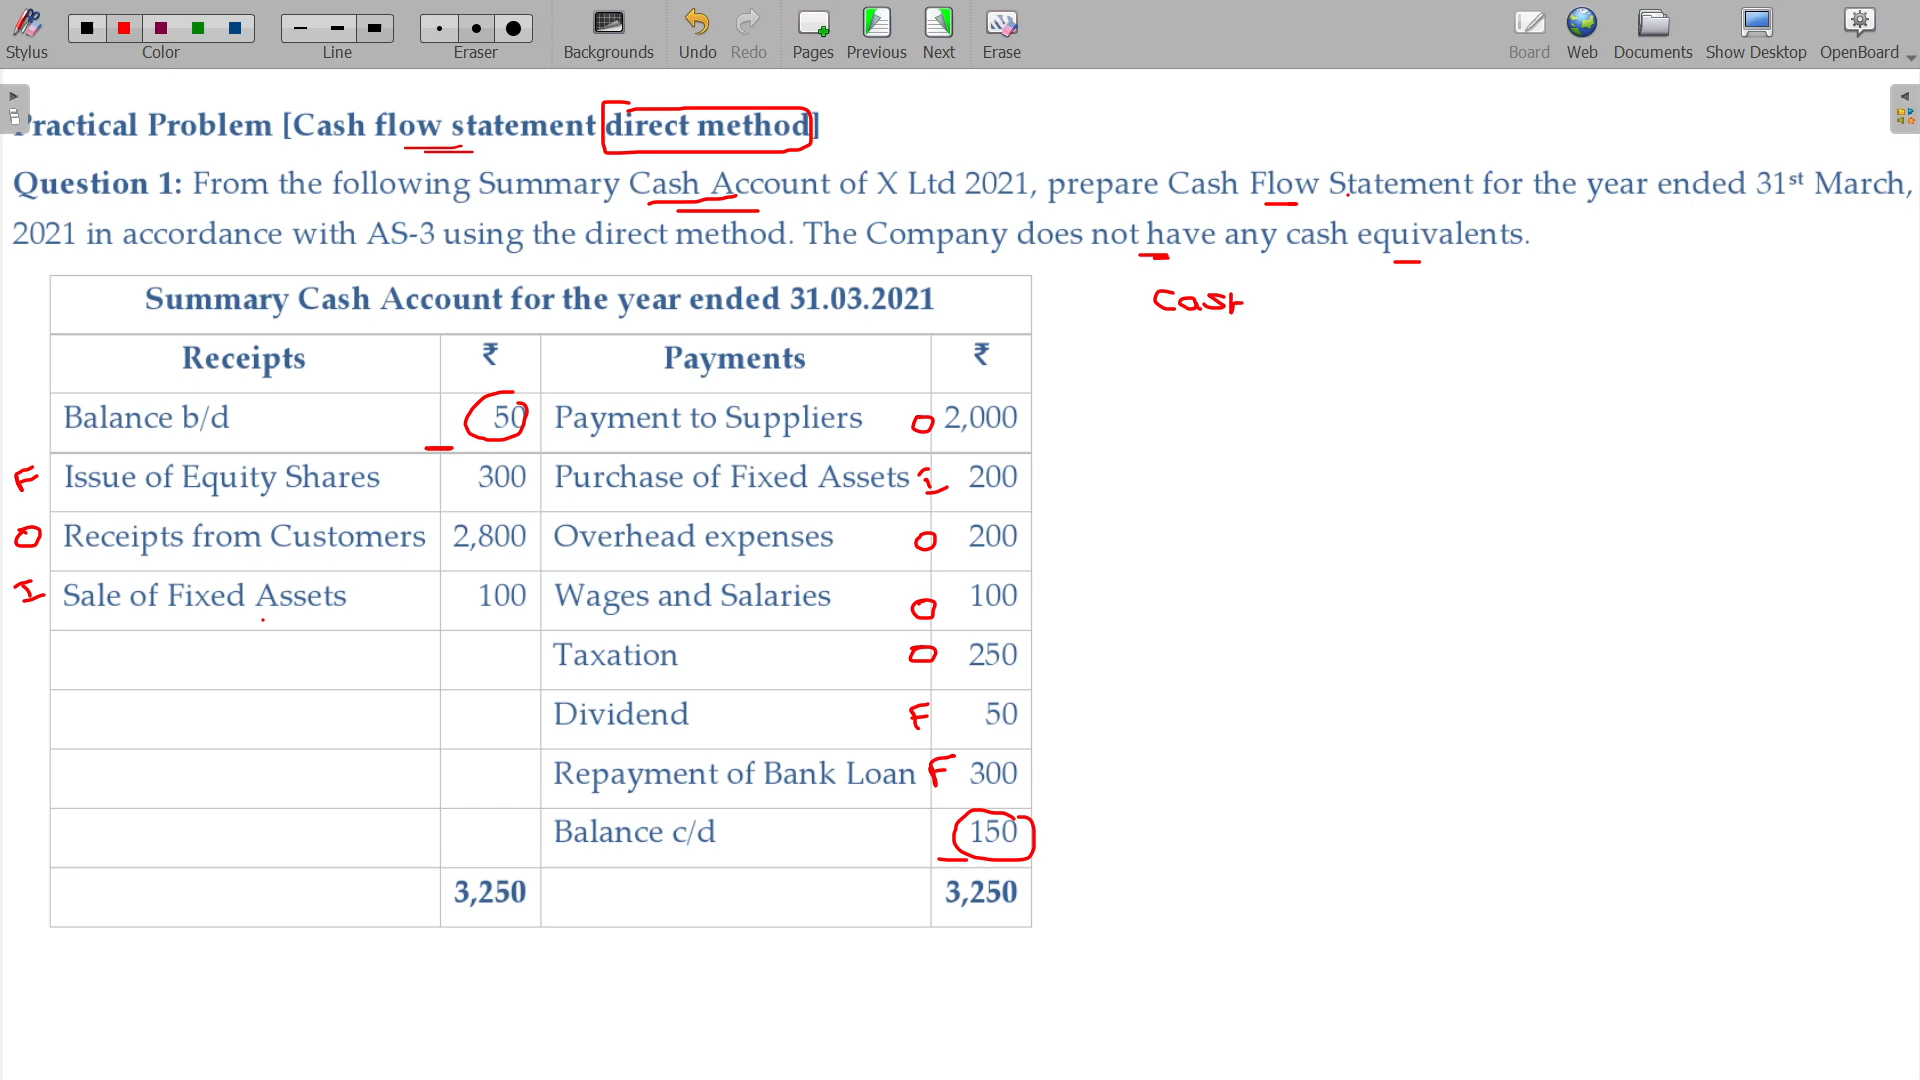 Stylus Color Line Eraser Backgrounds Undo Redo Pages Previous Next Erase Board Web Documents Show Desktop OpenBoard
Practical Problem [Cash flow statement direct method]
Question 1: From the following Summary Cash Account of X Ltd 2021, prepare Cash Flow Statement for the year ended 31st March,
2021 in accordance with AS-3 using the direct method. The Company does not have any cash equivalents.
Cash
Summary Cash Account for the year ended 31.03.2021
Receipts ₹ Payments ₹
Balance b/d 50 Payment to Suppliers O 2,000
F Issue of Equity Shares 300 Purchase of Fixed Assets I 200
O Receipts from Customers 2,800 Overhead expenses O 200
I Sale of Fixed Assets 100 Wages and Salaries O 100
Taxation O 250
Dividend F 50
Repayment of Bank Loan F 300
Balance c/d 150
3,250 3,250